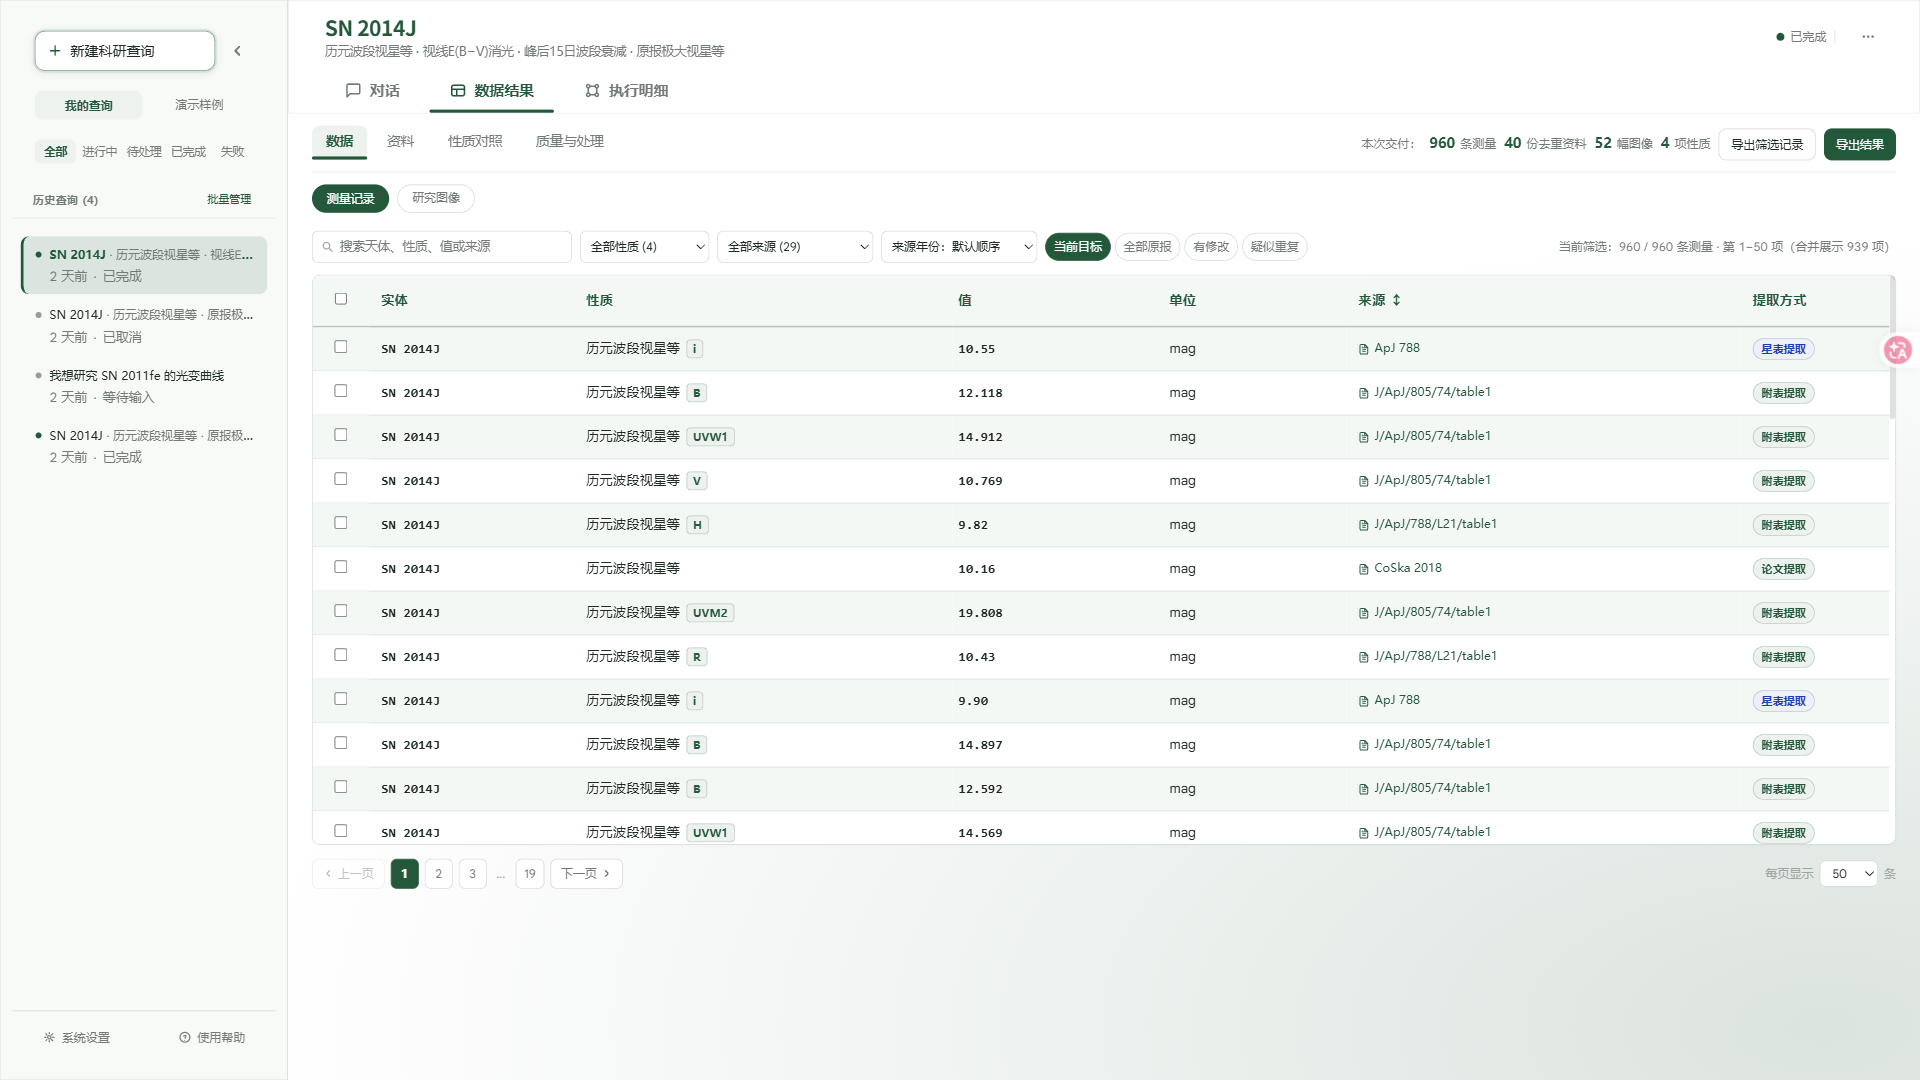 新建科研查询
我的查询 演示样例
全部 进行中 待处理 已完成 失败
历史查询 (4) 批量管理
SN 2014J · 历元波段视星等 · 视线E...
2 天前 · 已完成
SN 2014J · 历元波段视星等 · 原报极...
2 天前 · 已取消
我想研究 SN 2011fe 的光变曲线
2 天前 · 等待输入
SN 2014J · 历元波段视星等 · 原报极...
2 天前 · 已完成
系统设置 使用帮助
SN 2014J
历元波段视星等 · 视线E(B−V)消光 · 峰后15日波段衰减 · 原报极大视星等
已完成
对话 数据结果 执行明细
数据 资料 性质对照 质量与处理
本次交付： 960 条测量 40 份去重资料 52 幅图像 4 项性质 导出筛选记录 导出结果
测量记录 研究图像
搜索天体、性质、值或来源 全部性质 (4) 全部来源 (29) 来源年份：默认顺序 当前目标 全部原报 有修改 疑似重复 当前筛选：960 / 960 条测量 · 第 1–50 项（合并展示 939 项）
实体 性质 值 单位 来源 提取方式
SN 2014J 历元波段视星等 i 10.55 mag ApJ 788 星表提取
SN 2014J 历元波段视星等 B 12.118 mag J/ApJ/805/74/table1 附表提取
SN 2014J 历元波段视星等 UVW1 14.912 mag J/ApJ/805/74/table1 附表提取
SN 2014J 历元波段视星等 V 10.769 mag J/ApJ/805/74/table1 附表提取
SN 2014J 历元波段视星等 H 9.82 mag J/ApJ/788/L21/table1 附表提取
SN 2014J 历元波段视星等 10.16 mag CoSka 2018 论文提取
SN 2014J 历元波段视星等 UVM2 19.808 mag J/ApJ/805/74/table1 附表提取
SN 2014J 历元波段视星等 R 10.43 mag J/ApJ/788/L21/table1 附表提取
SN 2014J 历元波段视星等 i 9.90 mag ApJ 788 星表提取
SN 2014J 历元波段视星等 B 14.897 mag J/ApJ/805/74/table1 附表提取
SN 2014J 历元波段视星等 B 12.592 mag J/ApJ/805/74/table1 附表提取
SN 2014J 历元波段视星等 UVW1 14.569 mag J/ApJ/805/74/table1 附表提取
上一页 1 2 3 ... 19 下一页 每页显示 50 条